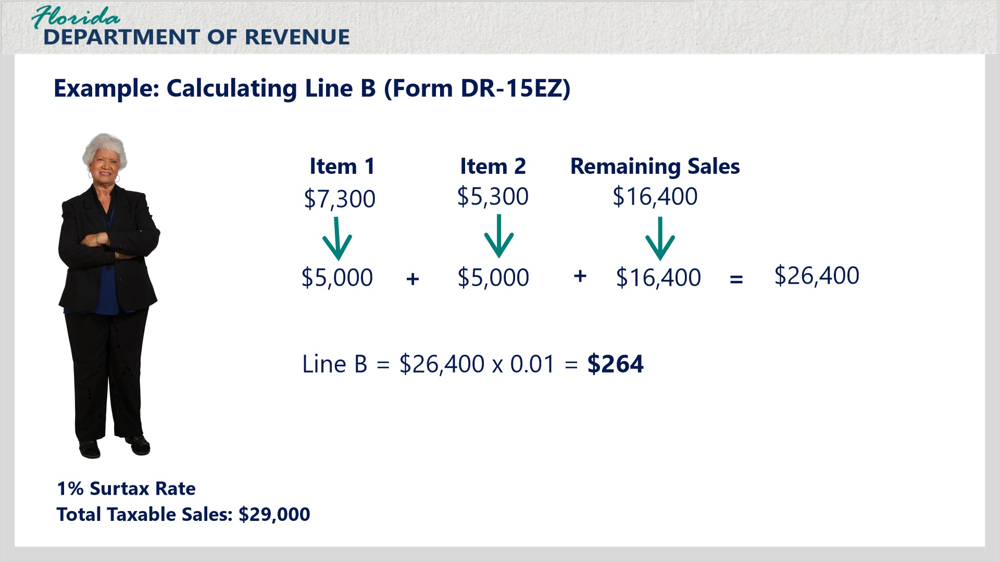 Florida
DEPARTMENT OF REVENUE
Example: Calculating Line B (Form DR-15EZ)
Item 1 Item 2 Remaining Sales
$7,300 $5,300 $16,400
$5,000 + $5,000 + $16,400 = $26,400
Line B = $26,400 x 0.01 = $264
1% Surtax Rate
Total Taxable Sales: $29,000